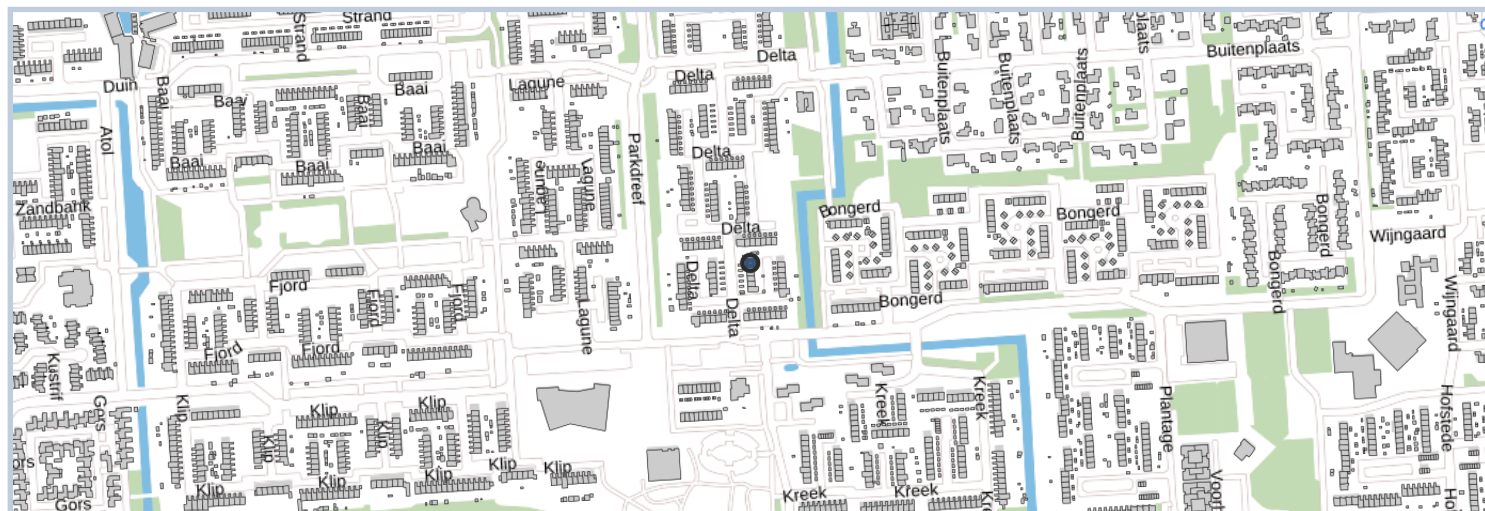 Strand
Strand
Delta
Buitenplaats
Buitenplaats
Buitenplaats
Buitenplaats
Duin
Baai
Baai
Baai
Baai
Lagune
Delta
Atol
Baai
Baai
Baai
Parkdreef
Delta
Lagune
Lagune
Zandbank
Bongerd
Bongerd
Bongerd
Delta
Wijngaard
Fjord
Fjord
Fjord
Delta
Delta
Bongerd
Bongerd
Wijngaard
Lagune
Fjord
Fjord
Kustrif
Gors
Klip
Klip
Klip
Klip
Klip
Kreek
Kreek
Plantage
Hofstede
Klip
Klip
Klip
Klip
Klip
Gors
Kreek
Kreek